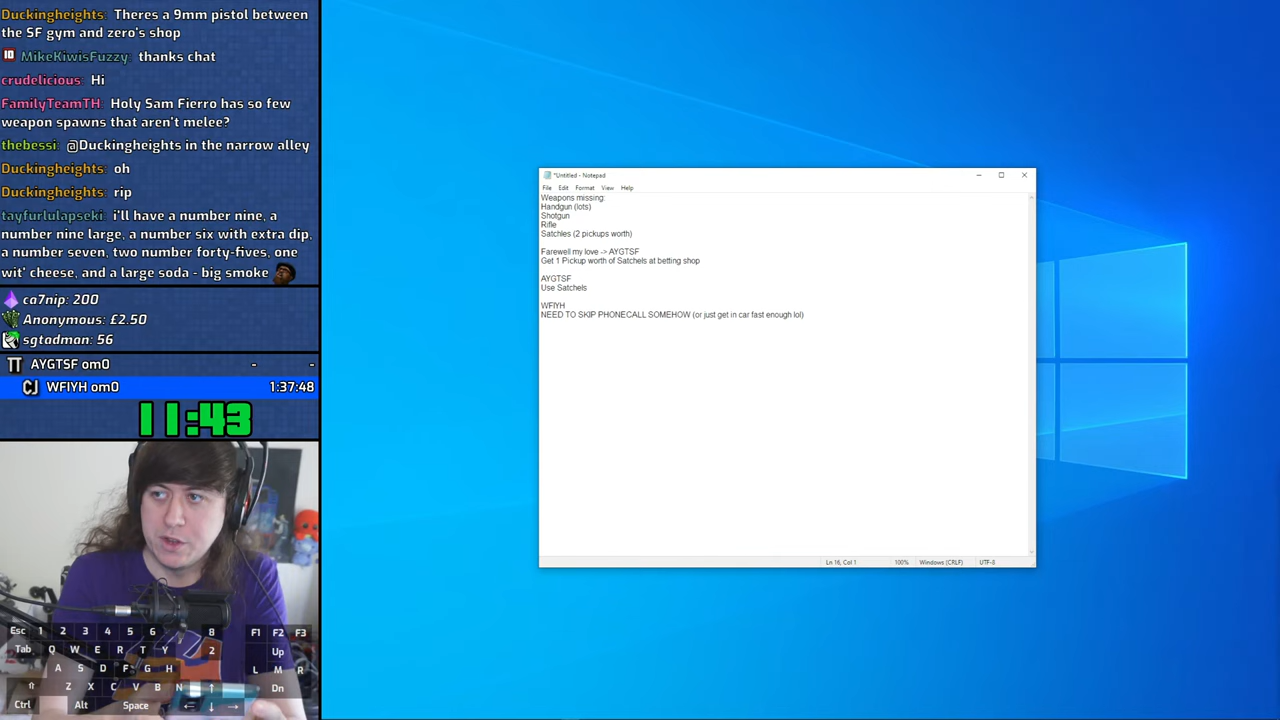 Duckingheights: Theres a 9mm pistol between
the SF gym and zero's shop
MikeKiwisFuzzy: thanks chat
crudelicious: Hi
FamilyTeamTH: Holy Sam Fierro has so few
weapon spawns that aren't melee?
thebessi: @Duckingheights in the narrow alley
Duckingheights: oh
Duckingheights: rip
tayfurlulapseki: i'll have a number nine, a
number nine large, a number six with extra dip,
a number seven, two number forty-fives, one
wit' cheese, and a large soda - big smoke
ca7nip: 200
Anonymous: £2.50
sgtadman: 56
AYGTSF om0 - -
CJ WFIYH om0 1:37:48
11:43
Esc 1 2 3 4 5 6 8 F1 F2 F3
Tab Q W E R T Y 2 Up
A S D F G H L M R
⇧ Z X C V B N ↑ Dn
Ctrl Alt Space ← ↓ →
*Untitled - Notepad
File Edit Format View Help
Weapons missing:
Handgun (lots)
Shotgun
Rifle
Satchles (2 pickups worth)
Farewell my love -> AYGTSF
Get 1 Pickup worth of Satchels at betting shop
AYGTSF
Use Satchels
WFIYH
NEED TO SKIP PHONECALL SOMEHOW (or just get in car fast enough lol)
Ln 16, Col 1 100% Windows (CRLF) UTF-8